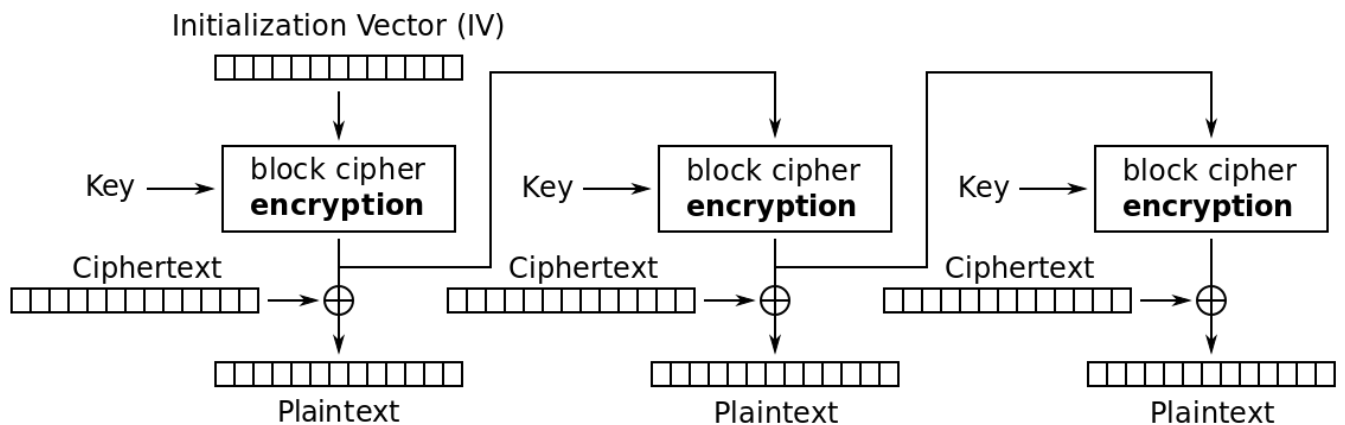 Initialization Vector (IV)
block cipher
encryption
Key
Ciphertext
Plaintext
block cipher
encryption
Key
Ciphertext
Plaintext
block cipher
encryption
Key
Ciphertext
Plaintext